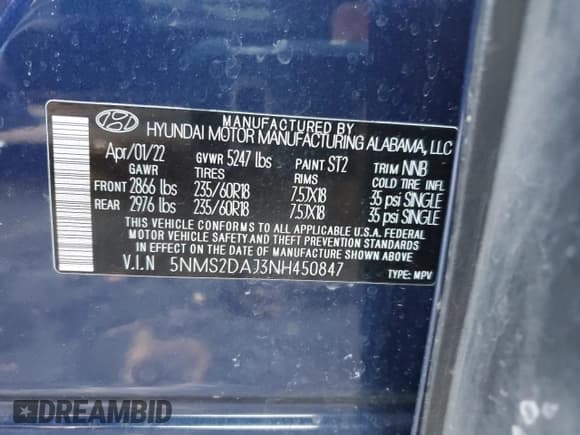 MANUFACTURED BY
HYUNDAI MOTOR MANUFACTURING ALABAMA, LLC
Apr/01/22 GVWR 5247 lbs PAINT ST2 TRIM NNB
GAWR TIRES RIMS COLD TIRE INFL
FRONT 2866 lbs 235/60R18 7.5JX18 35 psi SINGLE
REAR 2976 lbs 235/60R18 7.5JX18 35 psi SINGLE
THIS VEHICLE CONFORMS TO ALL APPLICABLE U.S.A. FEDERAL
MOTOR VEHICLE SAFETY AND THEFT PREVENTION STANDARDS
IN EFFECT ON THE DATE OF MANUFACTURE SHOWN ABOVE.
V.I.N 5NMS2DAJ3NH450847 TYPE: MPV
DREAMBID